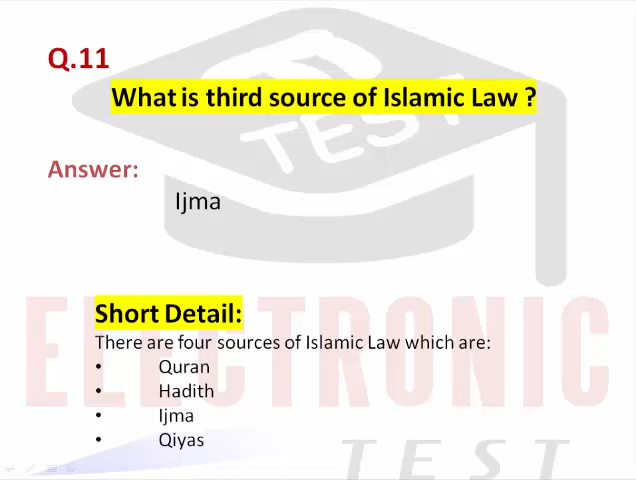 Q.11
What is third source of Islamic Law ?
Answer:
Ijma
Short Detail:
There are four sources of Islamic Law which are:
• Quran
• Hadith
• Ijma
• Qiyas
TEST
ELECTRONIC
TEST